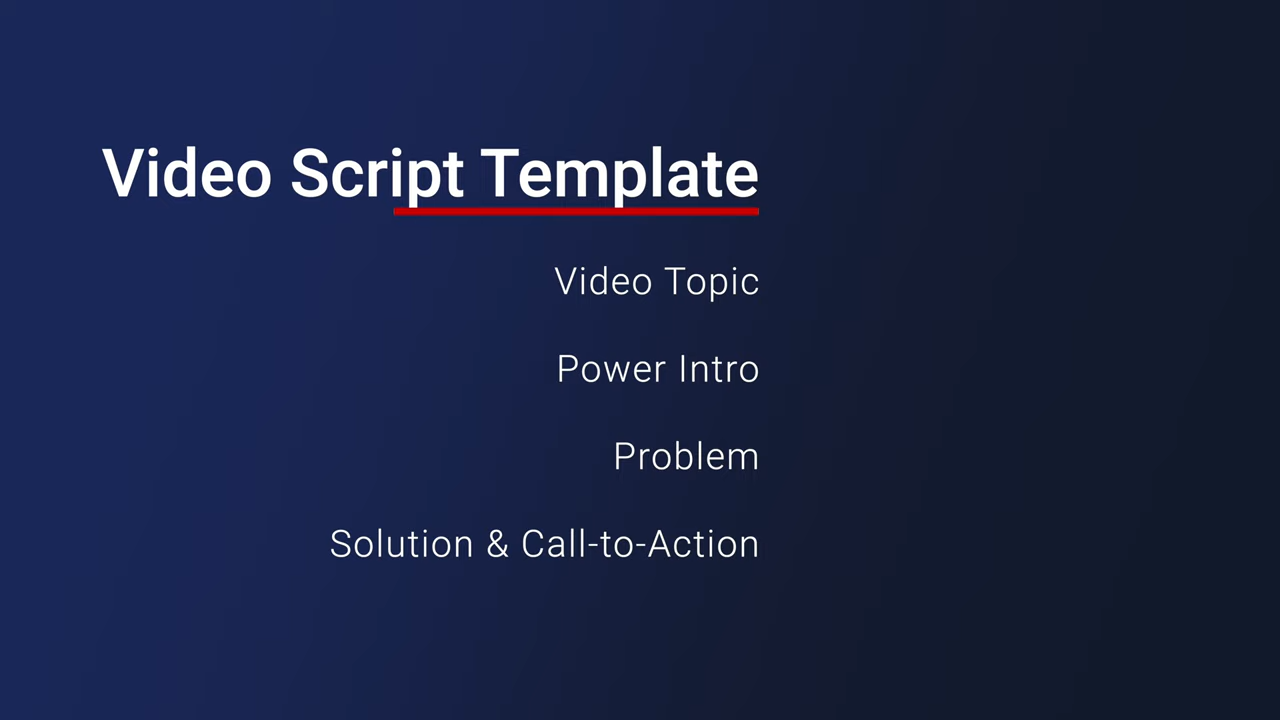 Video Script Template
Video Topic
Power Intro
Problem
Solution & Call-to-Action